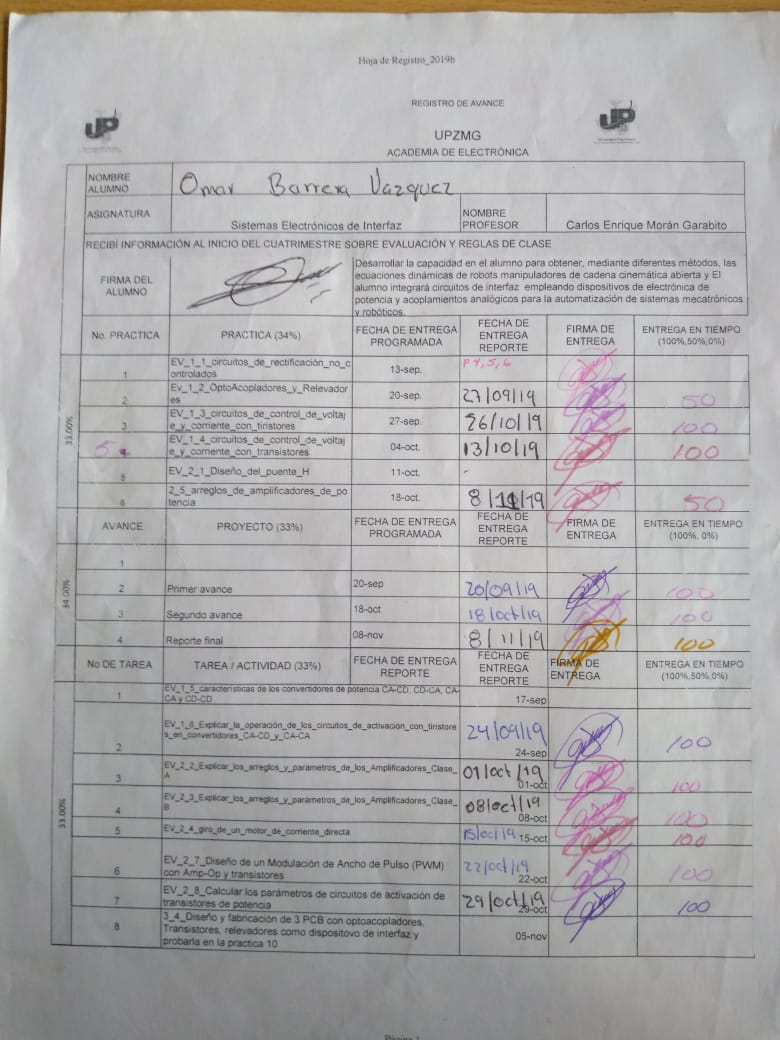 Hoja de Registro_2019b
REGISTRO DE AVANCE
UP
UP
UPZMG
ACADEMIA DE ELECTRÓNICA
NOMBRE ALUMNO Omar Barrera Vazquez
ASIGNATURA Sistemas Electrónicos de Interfaz NOMBRE PROFESOR Carlos Enrique Morán Garabito
RECIBÍ INFORMACIÓN AL INICIO DEL CUATRIMESTRE SOBRE EVALUACIÓN Y REGLAS DE CLASE
FIRMA DEL ALUMNO
Desarrollar la capacidad en el alumno para obtener, mediante diferentes métodos, las
ecuaciones dinámicas de robots manipuladores de cadena cinemática abierta y El
alumno integrará circuitos de interfaz empleando dispositivos de electrónica de
potencia y acoplamientos analógicos para la automatización de sistemas mecatrónicos
y robóticos.
No. PRACTICA PRACTICA (34%) FECHA DE ENTREGA PROGRAMADA FECHA DE ENTREGA REPORTE FIRMA DE ENTREGA ENTREGA EN TIEMPO (100%,50%,0%)
33.00%
1 EV_1_1_circuitos_de_rectificación_no_controlados 13-sep. P4,5,6
2 Ev_1_2_OptoAcopladores_y_Relevadores 20-sep. 27/09/19 50
3 EV_1_3_circuitos_de_control_de_voltaje_y_corriente_con_tiristores 27-sep. 26/10/19 100
5 4 EV_1_4_circuitos_de_control_de_voltaje_y_corriente_con_transistores 04-oct. 13/10/19 100
5 EV_2_1_Diseño_del_puente_H 11-oct. -
6 2_5_arreglos_de_amplificadores_de_potencia 18-oct. 8/11/19 50
AVANCE PROYECTO (33%) FECHA DE ENTREGA PROGRAMADA FECHA DE ENTREGA REPORTE FIRMA DE ENTREGA ENTREGA EN TIEMPO (100%, 0%)
34.00%
1
2 Primer avance 20-sep 20/09/19 100
3 Segundo avance 18-oct 18/oct/19 100
4 Reporte final 08-nov 8/11/19 100
No DE TAREA TAREA / ACTIVIDAD (33%) FECHA DE ENTREGA REPORTE FECHA DE ENTREGA REPORTE FIRMA DE ENTREGA ENTREGA EN TIEMPO (100%,50%,0%)
33.00%
1 EV_1_5_características de los convertidores de potencia CA-CD, CD-CA, CA-CA y CD-CD 17-sep
2 EV_1_6_Explicar_la_operación_de_los_circuitos_de_activación_con_tiristores_en_convertidores_CA-CD_y_CA-CA 24/09/19 24-sep 100
3 EV_2_2_Explicar_los_arreglos_y_parámetros_de_los_Amplificadores_Clase_A 01/oct/19 01-oct 100
4 EV_2_3_Explicar_los_arreglos_y_parámetros_de_los_Amplificadores_Clase_B 08/oct/19 08-oct 100
5 EV_2_4_giro_de_un_motor_de_corriente_directa 15/oct/19 15-oct 100
6 EV_2_7_Diseño de un Modulación de Ancho de Pulso (PWM) con Amp-Op y transistores 22/oct/19 22-oct 100
7 EV_2_8_Calcular los parámetros de circuitos de activación de transistores de potencia 29/oct/19 29-oct 100
8 3_4_Diseño y fabricación de 3 PCB con optoacopladores, Transistores, relevadores como dispositovo de interfaz y probarla en la practica 10 05-nov
Página 1